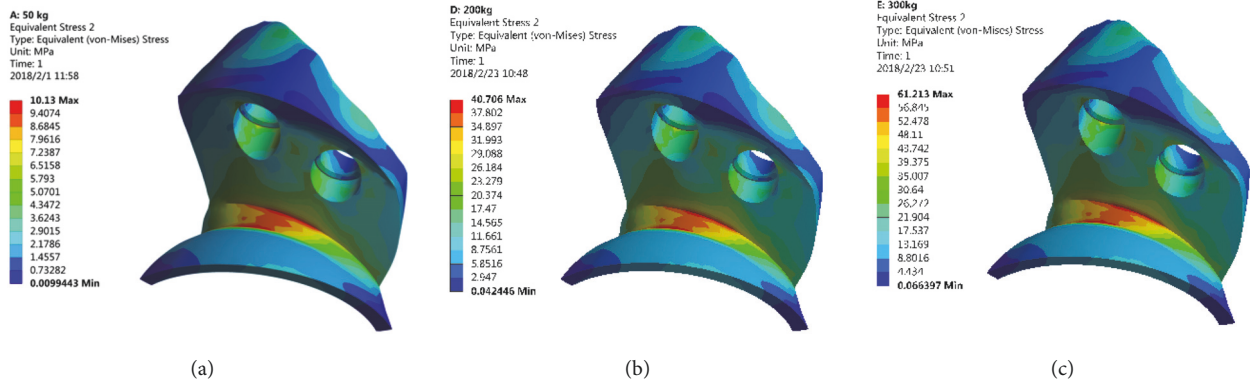 A: 50 kg
Equivalent Stress 2
Type: Equivalent (von-Mises) Stress
Unit: MPa
Time: 1
2018/2/1 11:58
10.13 Max
9.4074
8.6845
7.9616
7.2387
6.5158
5.793
5.0701
4.3472
3.6243
2.9015
2.1786
1.4557
0.73282
0.0099443 Min
(a)
D: 200kg
Equivalent Stress 2
Type: Equivalent (von-Mises) Stress
Unit: MPa
Time: 1
2018/2/23 10:48
40.706 Max
37.802
34.897
31.993
29.088
26.184
23.279
20.374
17.47
14.565
11.661
8.7561
5.8516
2.947
0.042446 Min
(b)
E: 300kg
Equivalent Stress 2
Type: Equivalent (von-Mises) Stress
Unit: MPa
Time: 1
2018/2/23 10:51
61.213 Max
56.845
52.478
48.11
43.742
39.375
35.007
30.64
26.272
21.904
17.537
13.169
8.8016
4.434
0.066397 Min
(c)